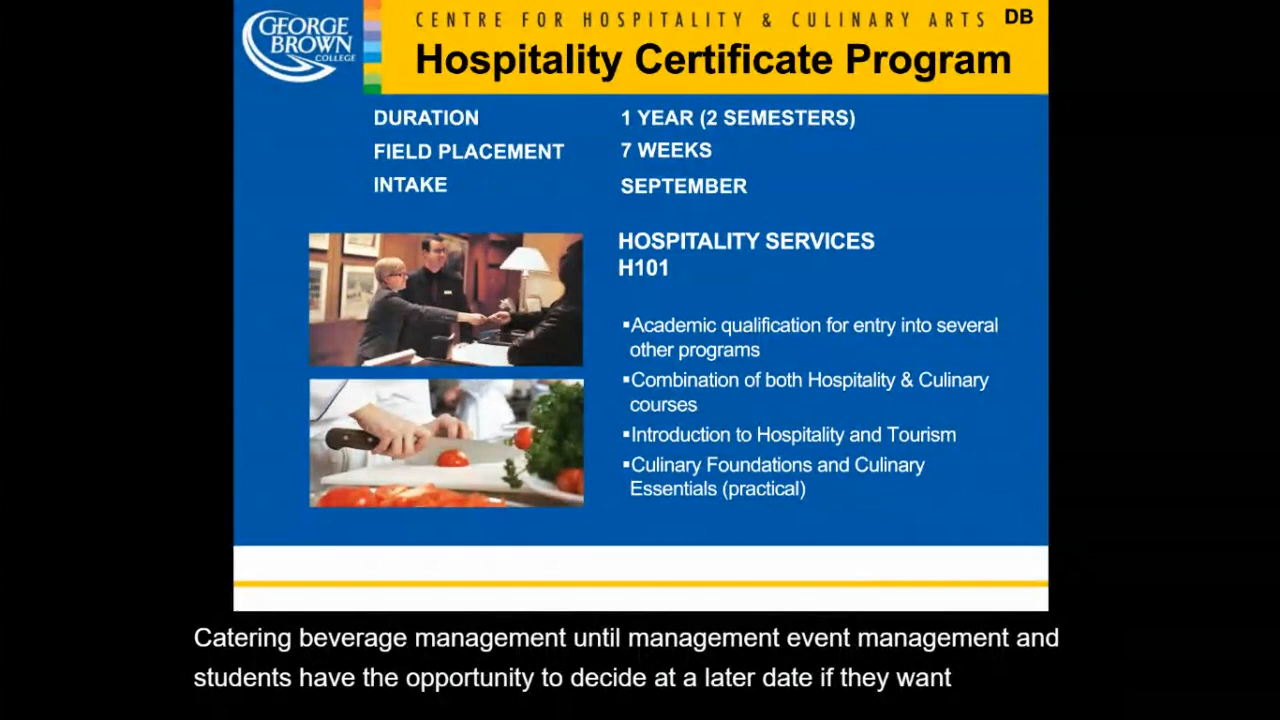 GEORGE
BROWN
COLLEGE
CENTRE FOR HOSPITALITY & CULINARY ARTS DB
Hospitality Certificate Program
DURATION 1 YEAR (2 SEMESTERS)
FIELD PLACEMENT 7 WEEKS
INTAKE SEPTEMBER
HOSPITALITY SERVICES
H101
▪Academic qualification for entry into several
other programs
▪Combination of both Hospitality & Culinary
courses
▪Introduction to Hospitality and Tourism
▪Culinary Foundations and Culinary
Essentials (practical)
Catering beverage management until management event management and
students have the opportunity to decide at a later date if they want